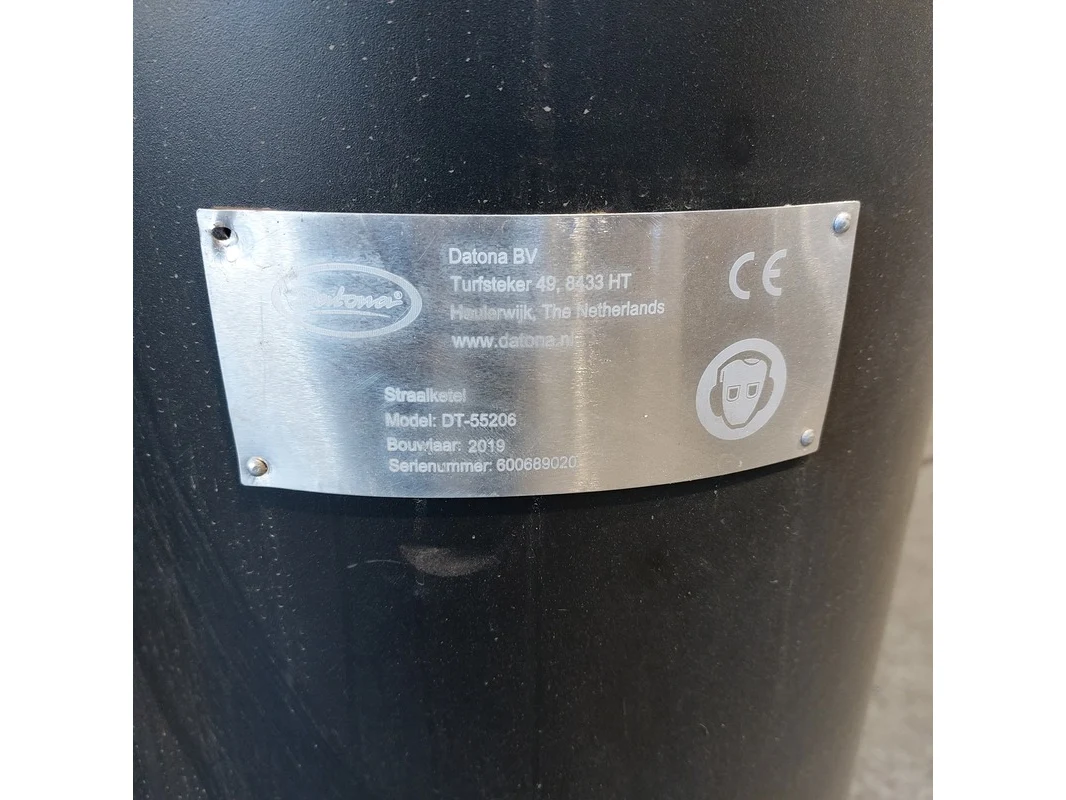 Datona®
Datona BV
Turfsteker 49, 8433 HT
Haulerwijk, The Netherlands
www.datona.nl
CE
Straalketel
Model: DT-55206
Bouwjaar: 2019
Serienummer: 600689020